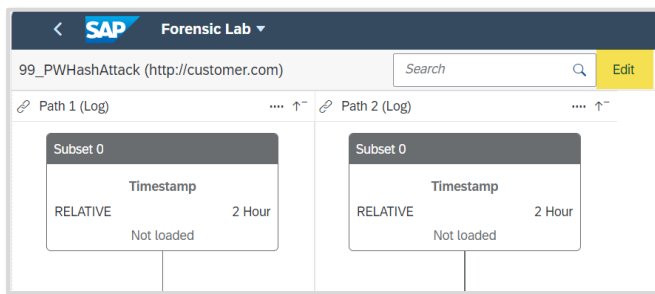 SAP Forensic Lab
99_PWHashAttack (http://customer.com) Search Edit
Path 1 (Log) Path 2 (Log)
Subset 0 Subset 0
Timestamp Timestamp
RELATIVE 2 Hour RELATIVE 2 Hour
Not loaded Not loaded